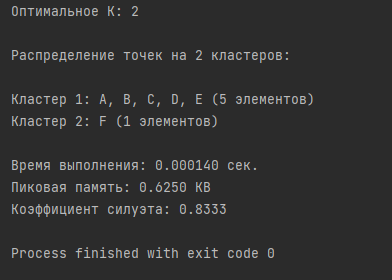 Оптимальное K: 2
Распределение точек на 2 кластеров:
Кластер 1: A, B, C, D, E (5 элементов)
Кластер 2: F (1 элементов)
Время выполнения: 0.000140 сек.
Пиковая память: 0.6250 KB
Коэффициент силуэта: 0.8333
Process finished with exit code 0